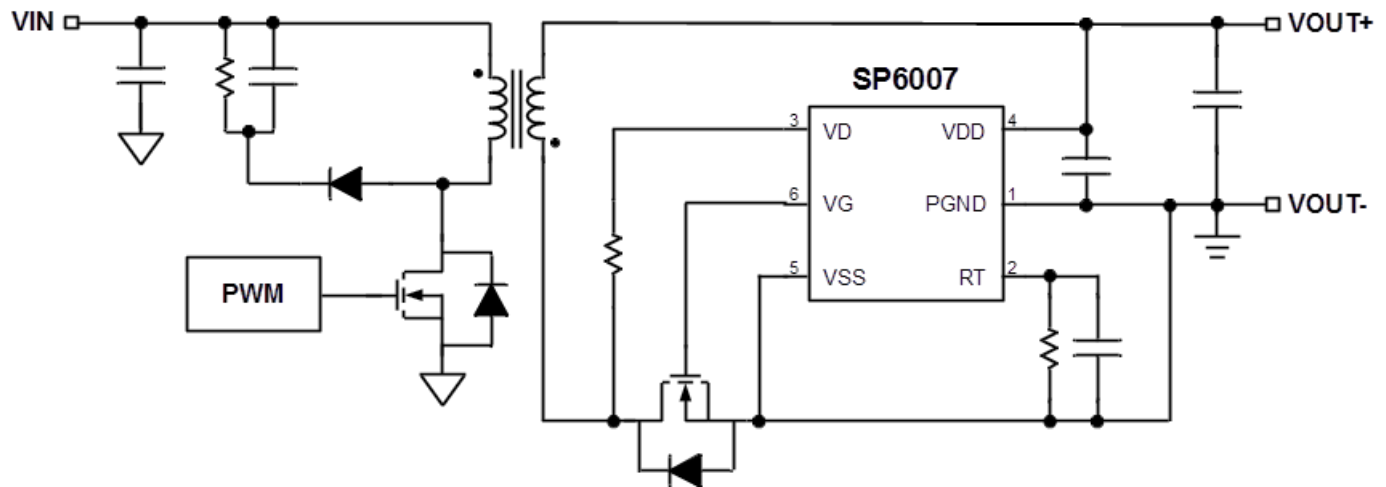 VIN
VOUT+
SP6007
3 VD VDD 4
6 VG PGND 1
VOUT-
5 VSS RT 2
PWM